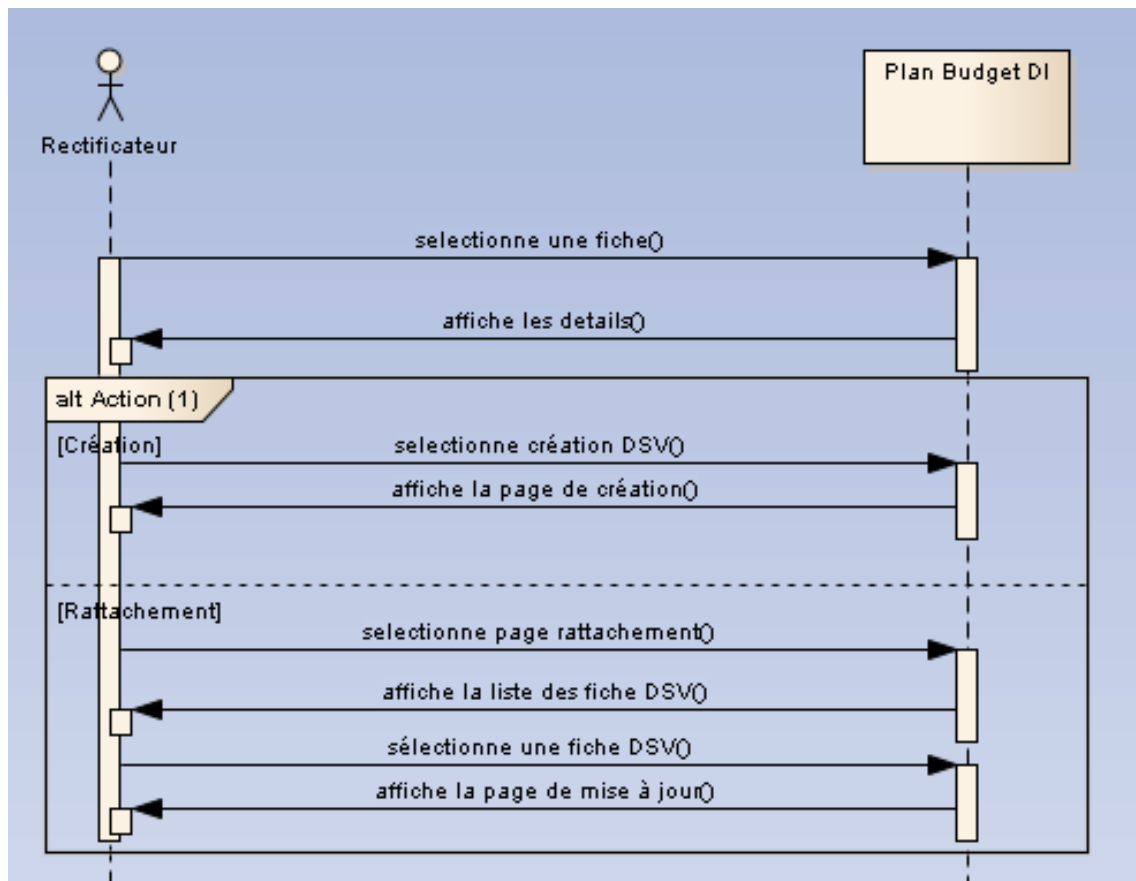 Plan Budget DI
Rectificateur
selectionne une fiche()
affiche les details()
alt Action (1)
[Création]
selectionne création DSV()
affiche la page de création()
[Rattachement]
selectionne page rattachement()
affiche la liste des fiche DSV()
sélectionne une fiche DSV()
affiche la page de mise à jour()